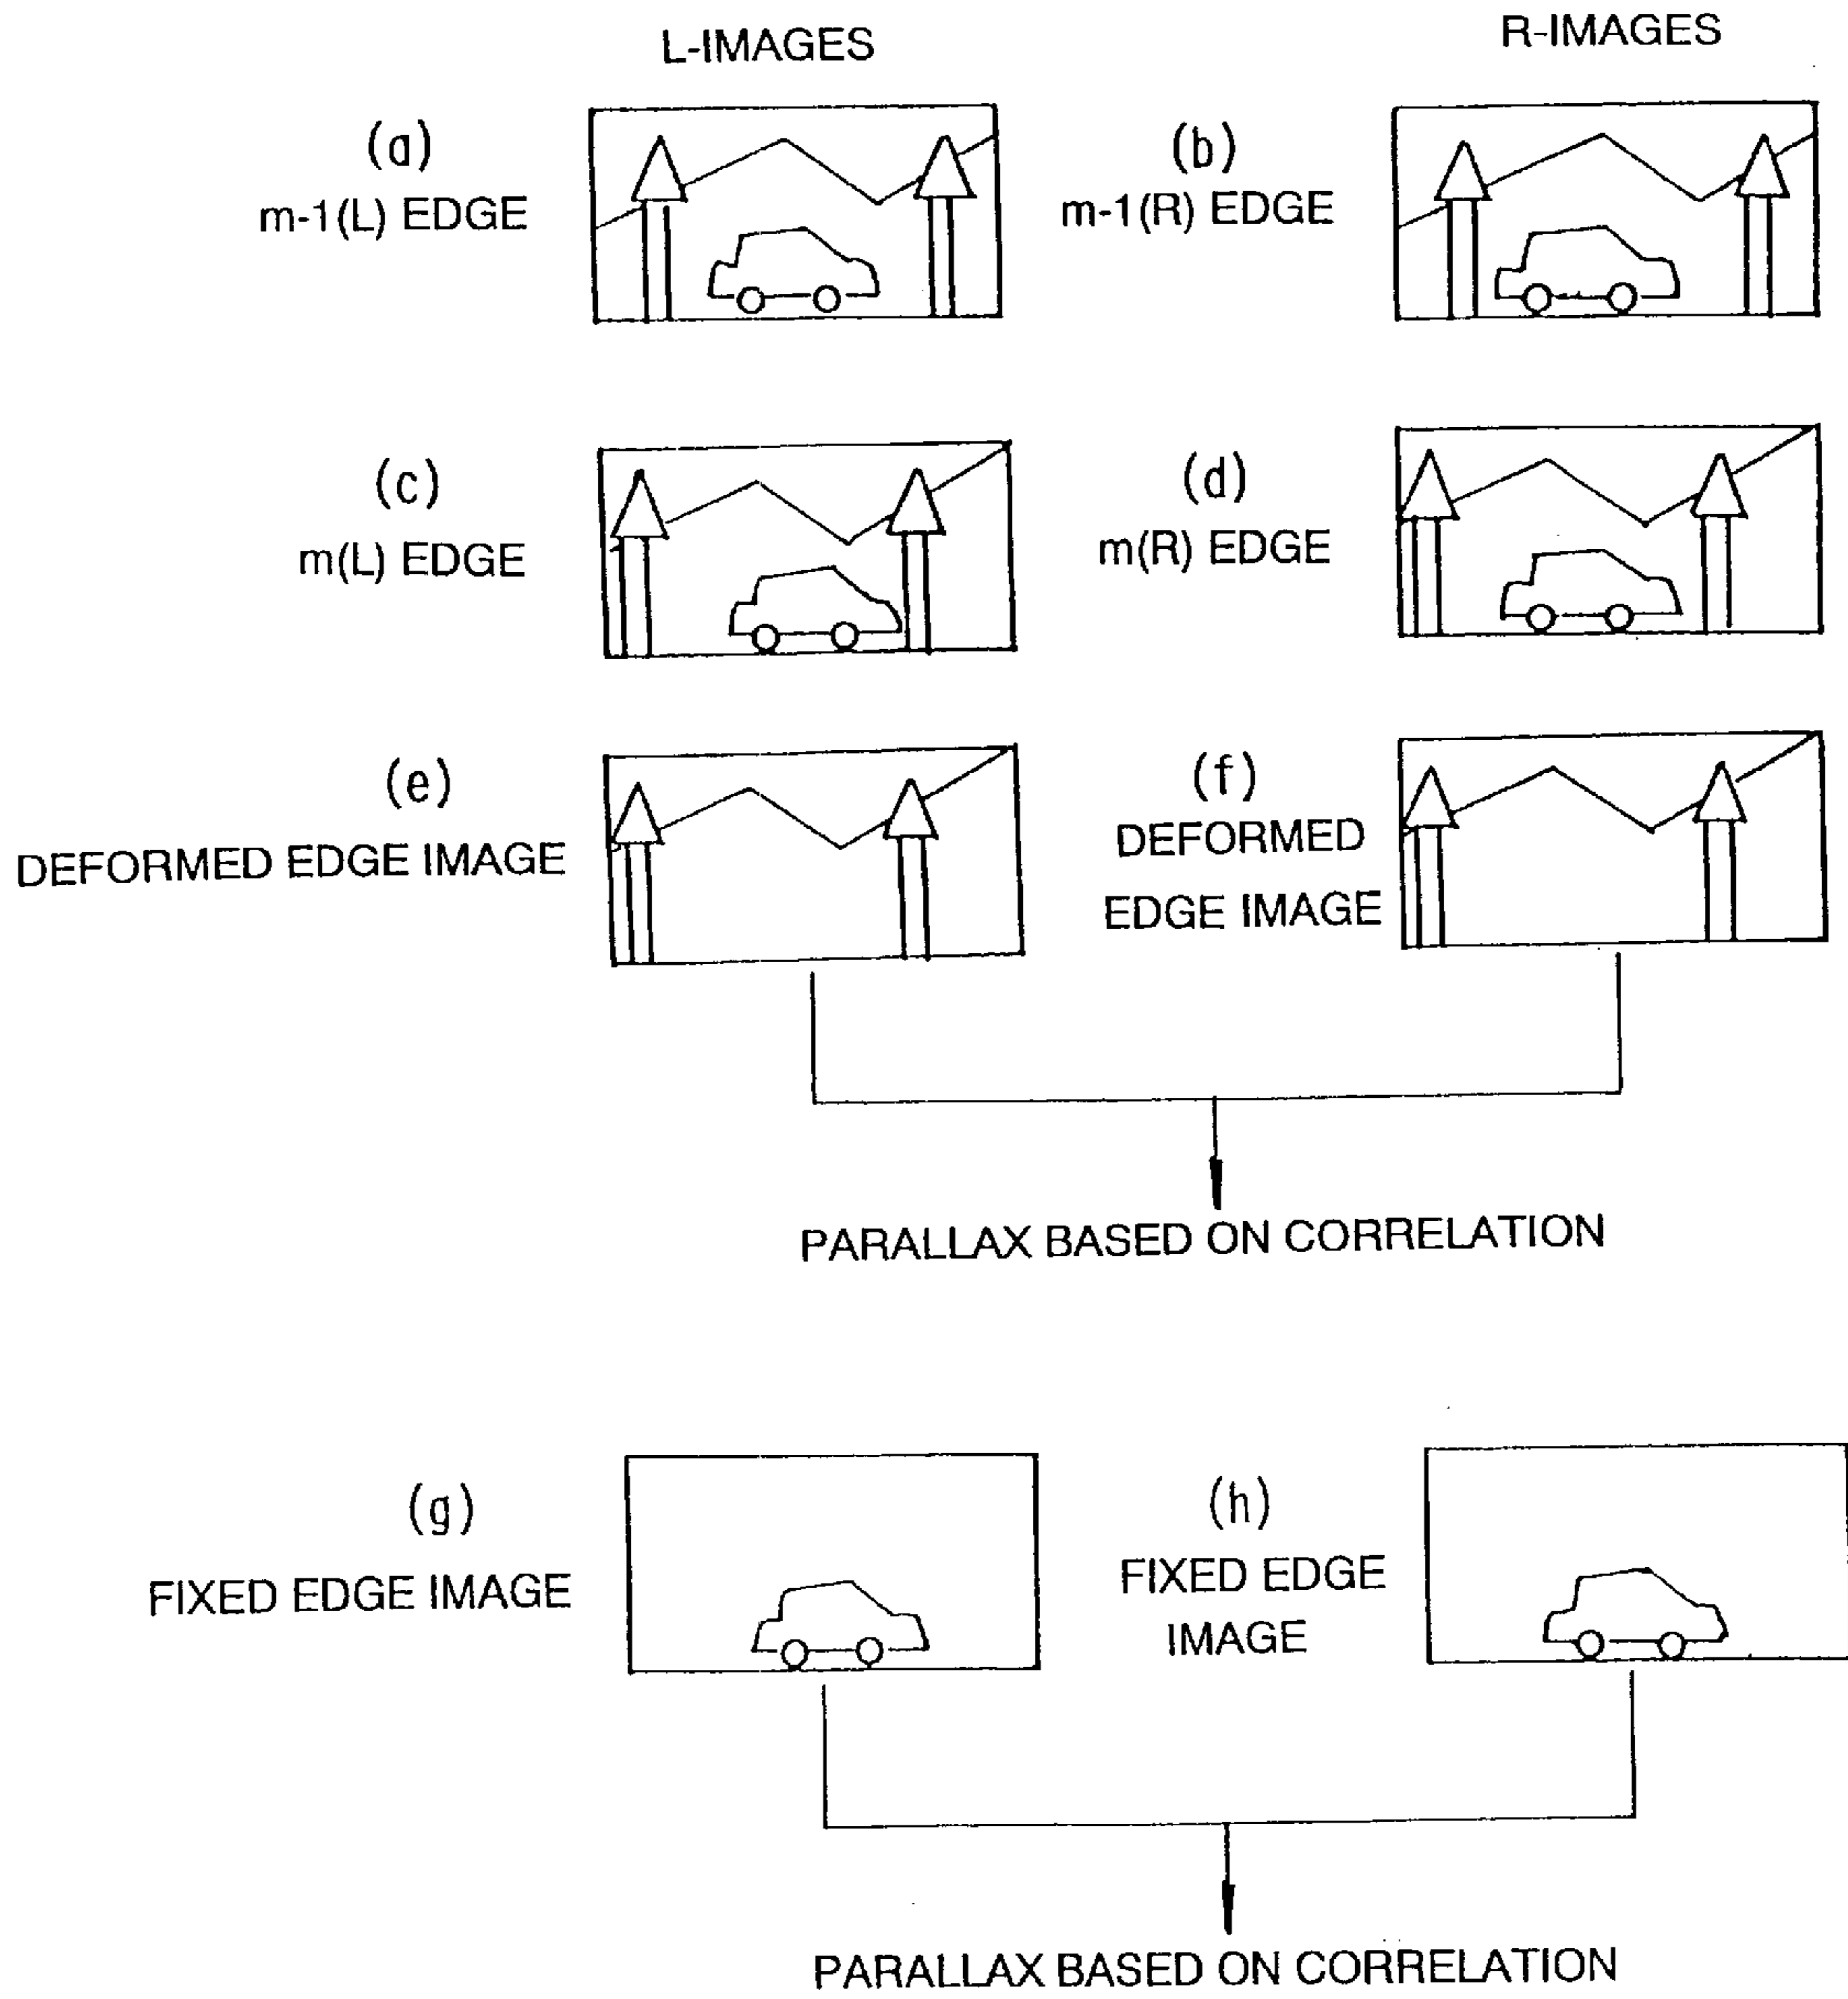 L-IMAGES
R-IMAGES
(a)
m-1(L) EDGE
(b)
m-1(R) EDGE
(c)
m(L) EDGE
(d)
m(R) EDGE
(e)
DEFORMED EDGE IMAGE
(f)
DEFORMED
EDGE IMAGE
PARALLAX BASED ON CORRELATION
(g)
FIXED EDGE IMAGE
(h)
FIXED EDGE
IMAGE
PARALLAX BASED ON CORRELATION